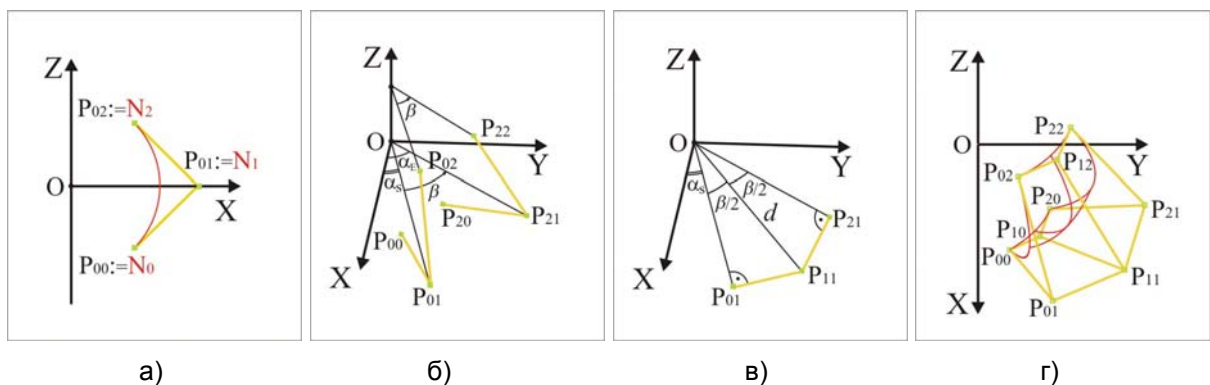 Z
P02:=N2
P01:=N1
O
X
P00:=N0
Z
β
O
P22
αE
P02
Y
αS
β
P20
P21
P00
X
P01
Z
O
Y
αS
β/2
β/2
d
P21
X
P11
P01
Z
P22
O
Y
P12
P02
P20
P21
P10
P00
P11
X
P01
а) б) в) г)